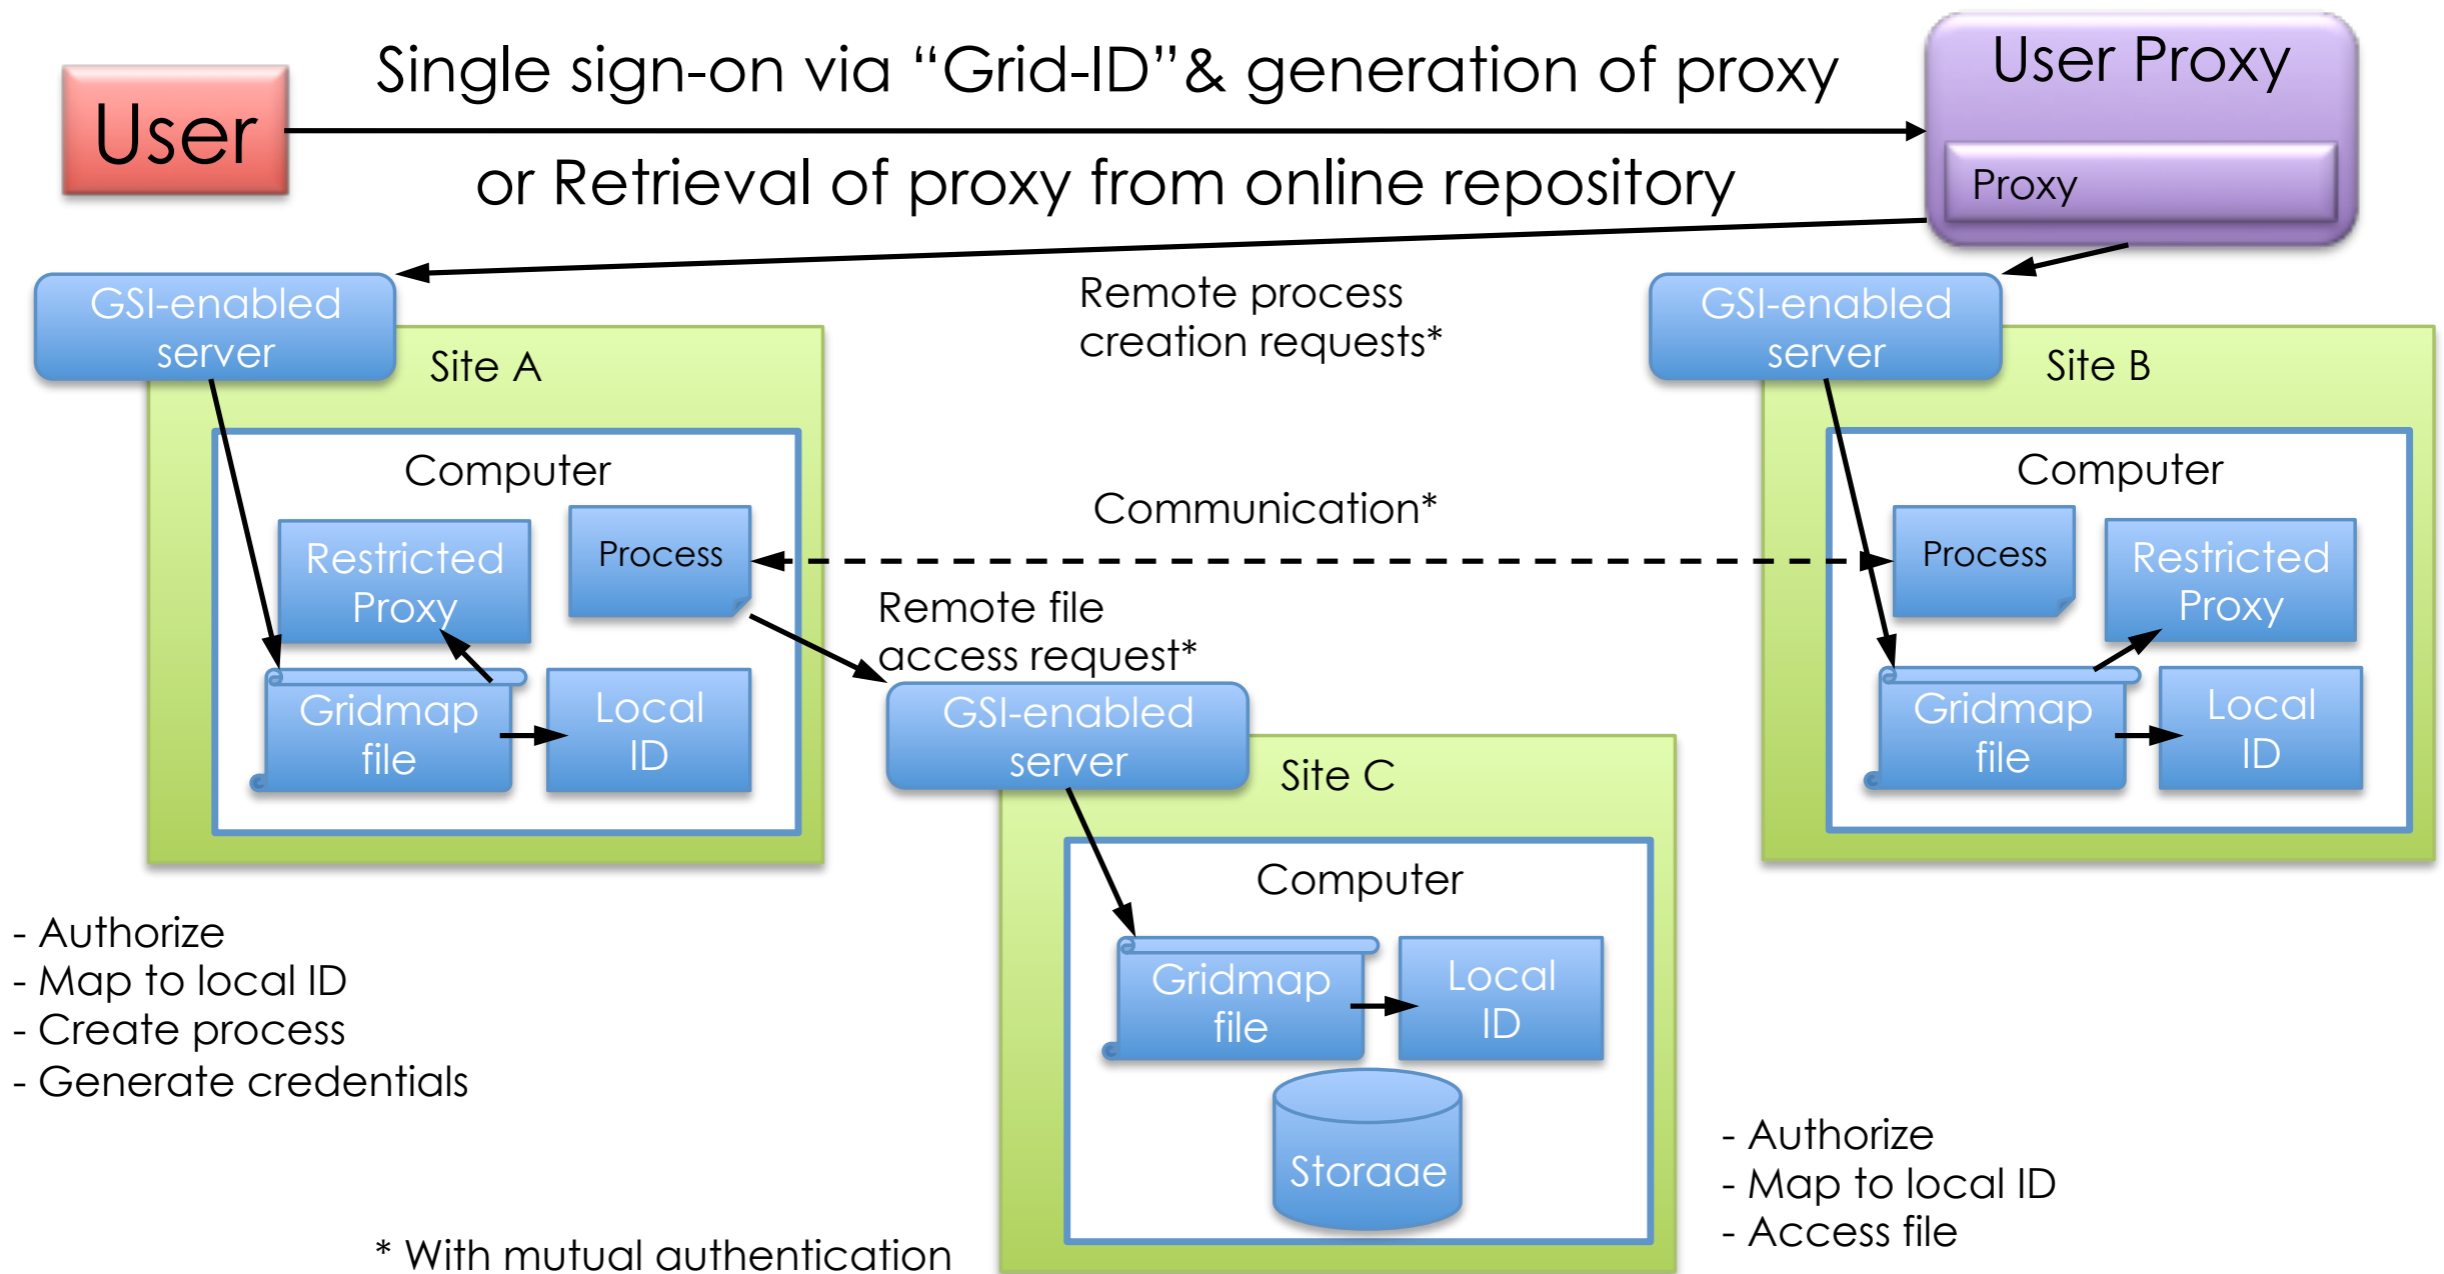 Single sign-on via “Grid-ID”& generation of proxy
User
or Retrieval of proxy from online repository
User Proxy
Proxy
GSI-enabled
server
Site A
Remote process
creation requests*
GSI-enabled
server
Site B
Computer
Restricted
Proxy
Process
Gridmap
file
Local
ID
Communication*
Remote file
access request*
Computer
Process
Restricted
Proxy
Gridmap
file
Local
ID
GSI-enabled
server
Site C
Computer
Gridmap
file
Local
ID
Storage
- Authorize
- Map to local ID
- Create process
- Generate credentials
- Authorize
- Map to local ID
- Access file
* With mutual authentication